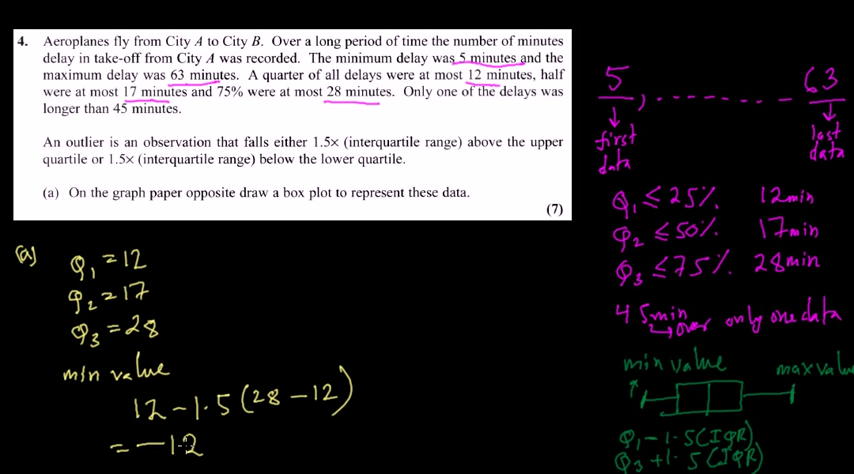 4. Aeroplanes fly from City A to City B. Over a long period of time the number of minutes
delay in take-off from City A was recorded. The minimum delay was 5 minutes and the
maximum delay was 63 minutes. A quarter of all delays were at most 12 minutes, half
were at most 17 minutes and 75% were at most 28 minutes. Only one of the delays was
longer than 45 minutes.
An outlier is an observation that falls either 1.5× (interquartile range) above the upper
quartile or 1.5× (interquartile range) below the lower quartile.
(a) On the graph paper opposite draw a box plot to represent these data.
(7)
(a) Q₁ = 12
Q₂ = 17
Q₃ = 28
min value
12 - 1.5 (28 - 12)
= -12
5, - - - - - - - - 63
↓ ↓
first last
data data
Q₁ ≤ 25% 12min
Q₂ ≤ 50% 17min
Q₃ ≤ 75% 28min
45min
↳ over only one data
min value max value
Q₁ - 1.5(IQR)
Q₃ + 1.5(IQR)